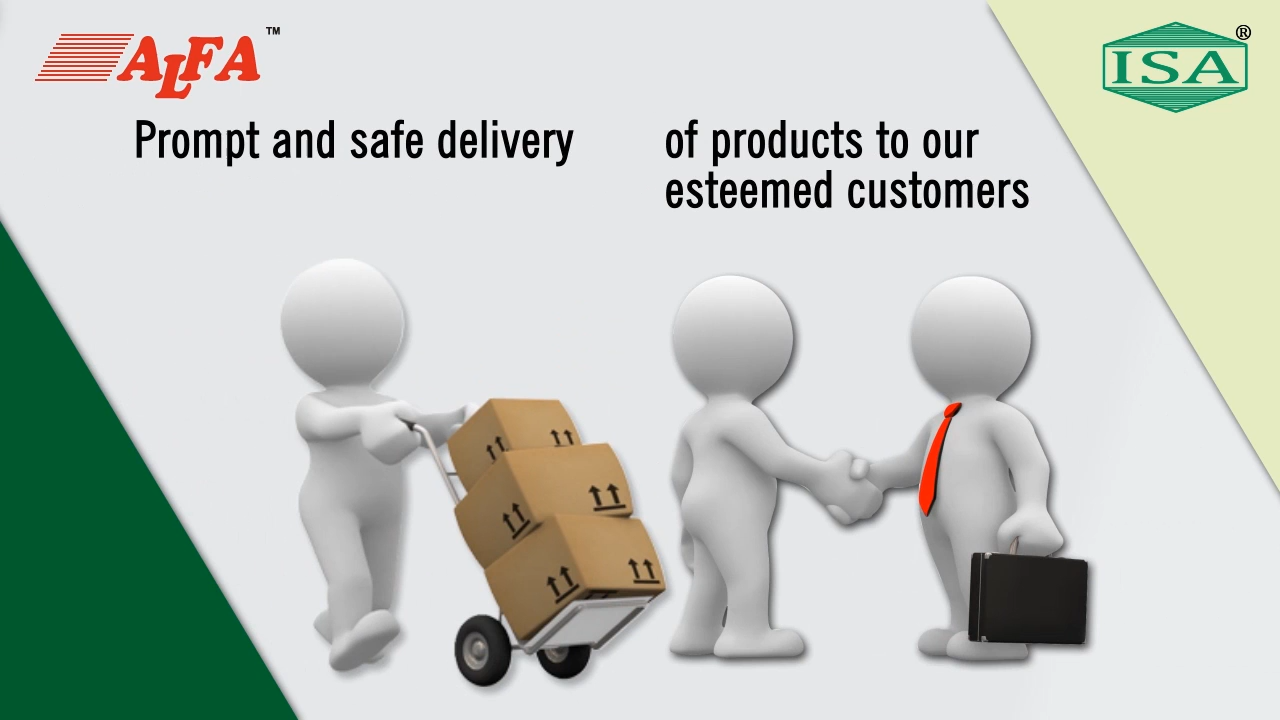 ALFA™
ISA®
Prompt and safe delivery
of products to our
esteemed customers